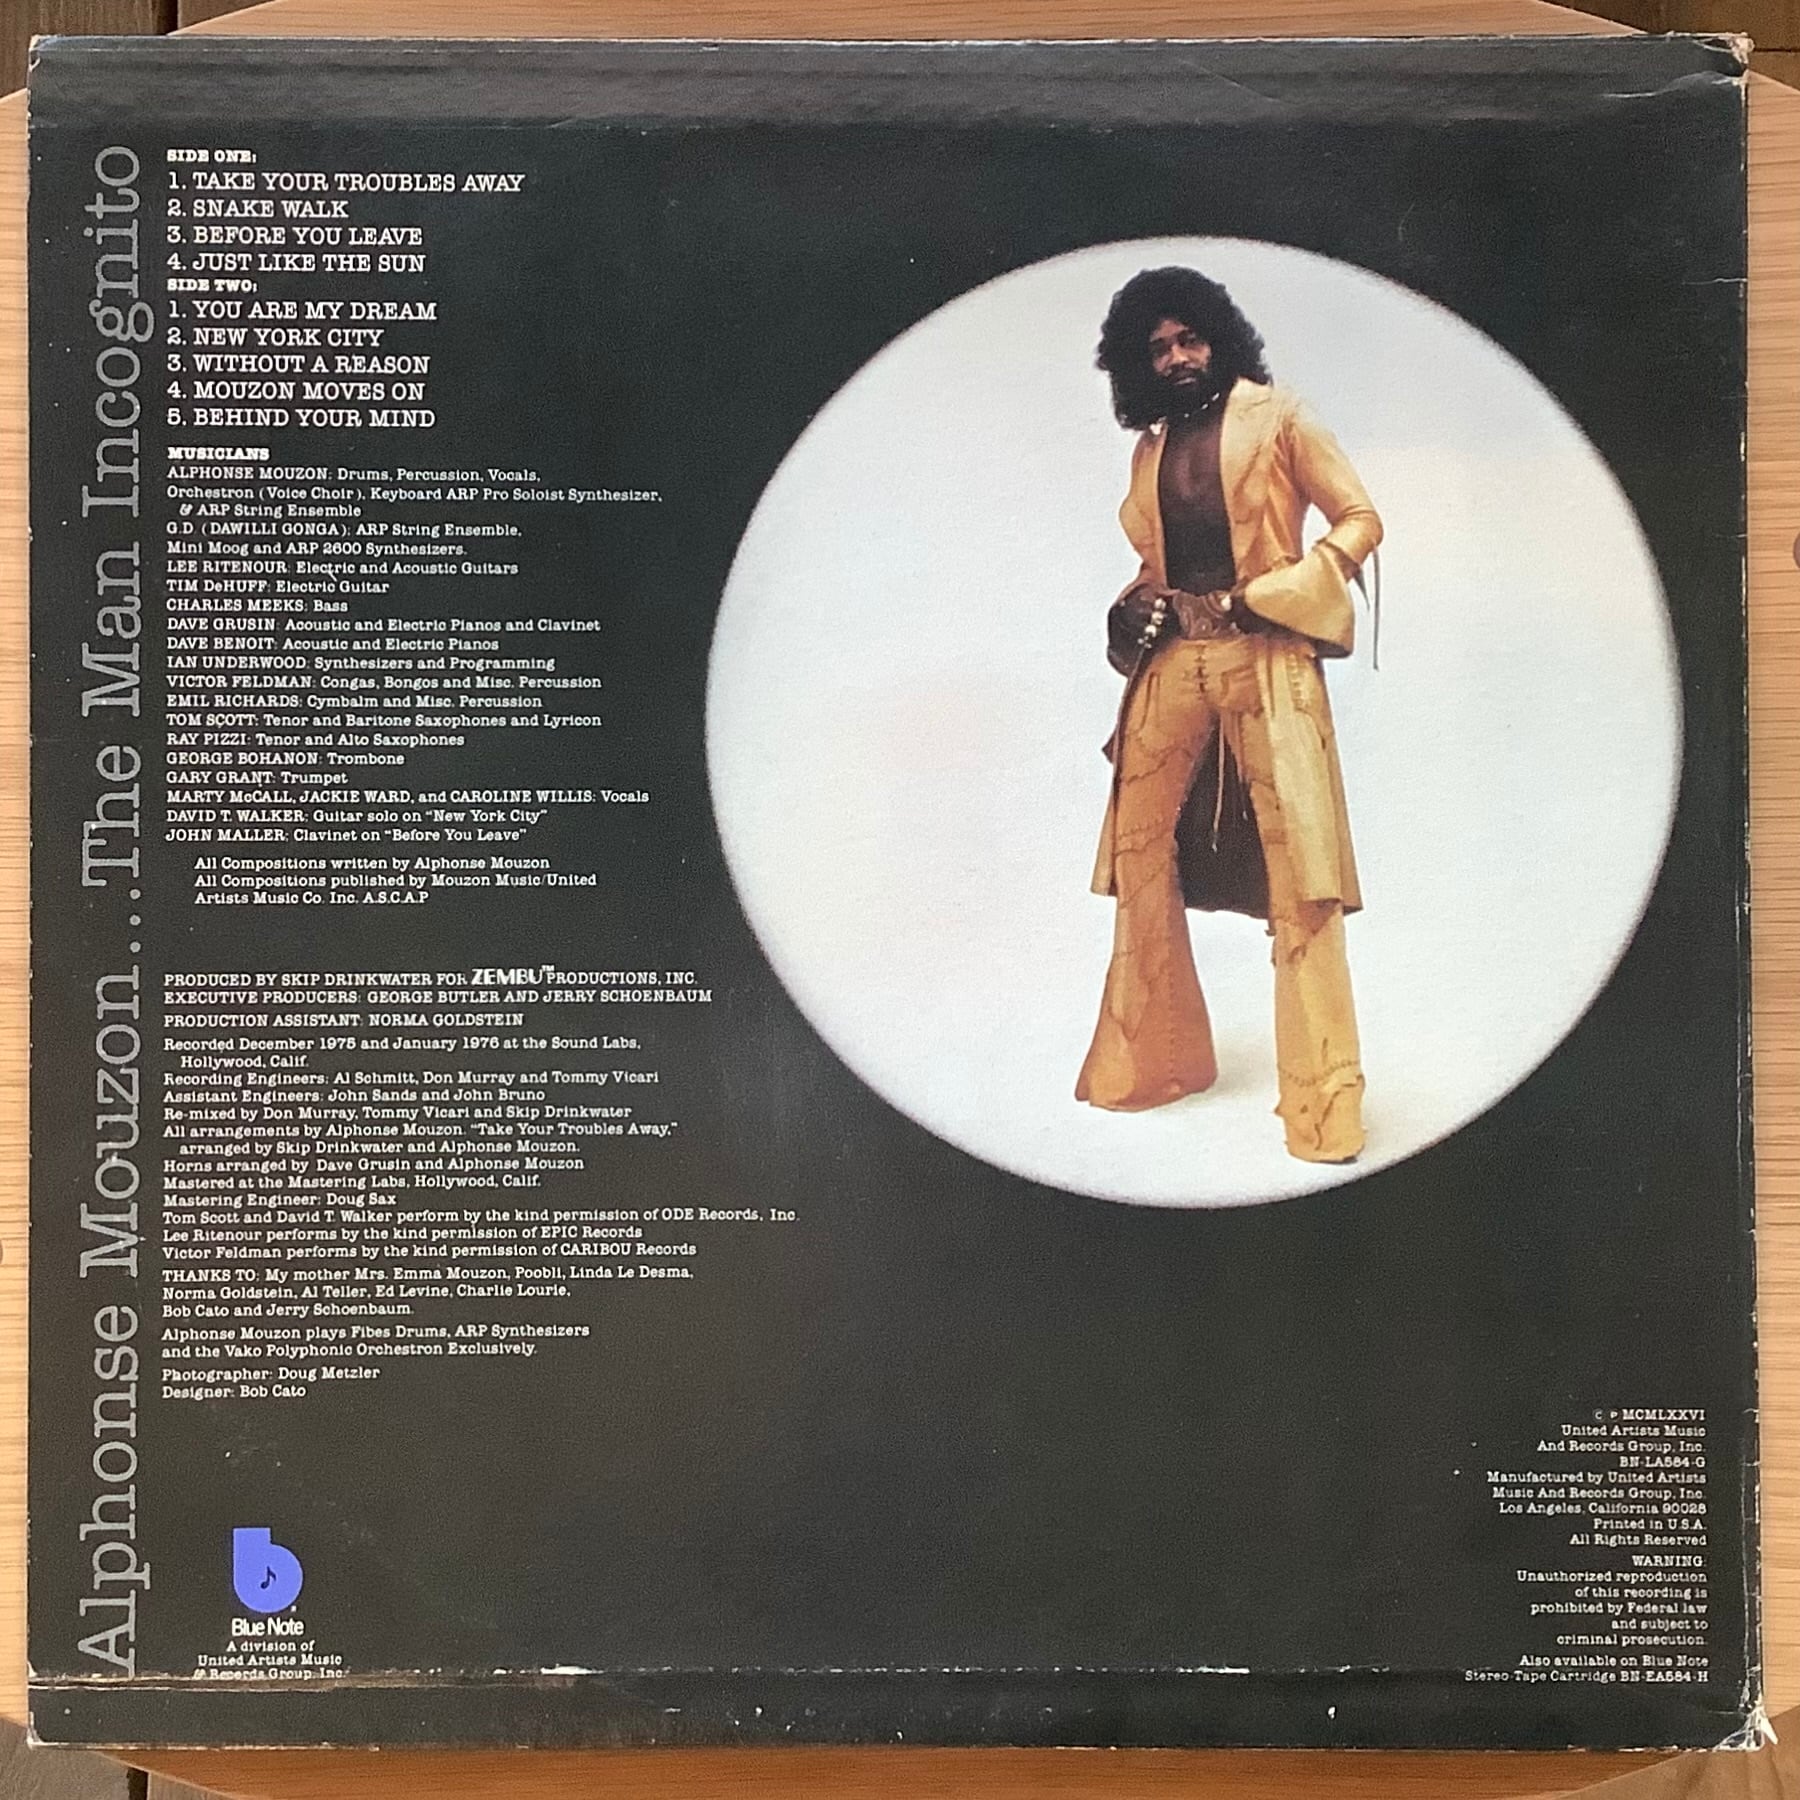 Alphonse Mouzon...The Man Incognito
SIDE ONE:
1. TAKE YOUR TROUBLES AWAY
2. SNAKE WALK
3. BEFORE YOU LEAVE
4. JUST LIKE THE SUN
SIDE TWO:
1. YOU ARE MY DREAM
2. NEW YORK CITY
3. WITHOUT A REASON
4. MOUZON MOVES ON
5. BEHIND YOUR MIND
MUSICIANS
ALPHONSE MOUZON: Drums, Percussion, Vocals,
Orchestron (Voice Choir), Keyboard ARP Pro Soloist Synthesizer,
& ARP String Ensemble
G.D. (DAWILLI GONGA); ARP String Ensemble,
Mini Moog and ARP 2600 Synthesizers.
LEE RITENOUR: Electric and Acoustic Guitars
TIM DeHUFF: Electric Guitar
CHARLES MEEKS: Bass
DAVE GRUSIN: Acoustic and Electric Pianos and Clavinet
DAVE BENOIT: Acoustic and Electric Pianos
IAN UNDERWOOD: Synthesizers and Programming
VICTOR FELDMAN: Congas, Bongos and Misc. Percussion
EMIL RICHARDS: Cymbalm and Misc. Percussion
TOM SCOTT: Tenor and Baritone Saxophones and Lyricon
RAY PIZZI: Tenor and Alto Saxophones
GEORGE BOHANON: Trombone
GARY GRANT: Trumpet
MARTY McCALL, JACKIE WARD, and CAROLINE WILLIS: Vocals
DAVID T. WALKER: Guitar solo on "New York City"
JOHN MALLER; Clavinet on "Before You Leave"
All Compositions written by Alphonse Mouzon
All Compositions published by Mouzon Music/United
Artists Music Co. Inc. A.S.C.A.P
PRODUCED BY SKIP DRINKWATER FOR ZEMBU™ PRODUCTIONS, INC.
EXECUTIVE PRODUCERS: GEORGE BUTLER AND JERRY SCHOENBAUM
PRODUCTION ASSISTANT: NORMA GOLDSTEIN
Recorded December 1975 and January 1976 at the Sound Labs,
Hollywood, Calif.
Recording Engineers: Al Schmitt, Don Murray and Tommy Vicari
Assistant Engineers: John Sands and John Bruno
Re-mixed by Don Murray, Tommy Vicari and Skip Drinkwater
All arrangements by Alphonse Mouzon. "Take Your Troubles Away,"
arranged by Skip Drinkwater and Alphonse Mouzon.
Horns arranged by Dave Grusin and Alphonse Mouzon
Mastered at the Mastering Labs, Hollywood, Calif.
Mastering Engineer: Doug Sax
Tom Scott and David T. Walker perform by the kind permission of ODE Records, Inc.
Lee Ritenour performs by the kind permission of EPIC Records
Victor Feldman performs by the kind permission of CARIBOU Records
THANKS TO: My mother Mrs. Emma Mouzon, Poobli, Linda Le Desma,
Norma Goldstein, Al Teller, Ed Levine, Charlie Lourie,
Bob Cato and Jerry Schoenbaum.
Alphonse Mouzon plays Fibes Drums, ARP Synthesizers
and the Vako Polyphonic Orchestron Exclusively.
Photographer: Doug Metzler
Designer: Bob Cato
Blue Note
A division of
United Artists Music
& Records Group, Inc.
© ℗ MCMLXXVI
United Artists Music
And Records Group, Inc.
BN-LA584-G
Manufactured by United Artists
Music And Records Group, Inc.
Los Angeles, California 90028
Printed in U.S.A.
All Rights Reserved
WARNING:
Unauthorized reproduction
of this recording is
prohibited by Federal law
and subject to
criminal prosecution.
Also available on Blue Note
Stereo-Tape Cartridge BN-EA584-H